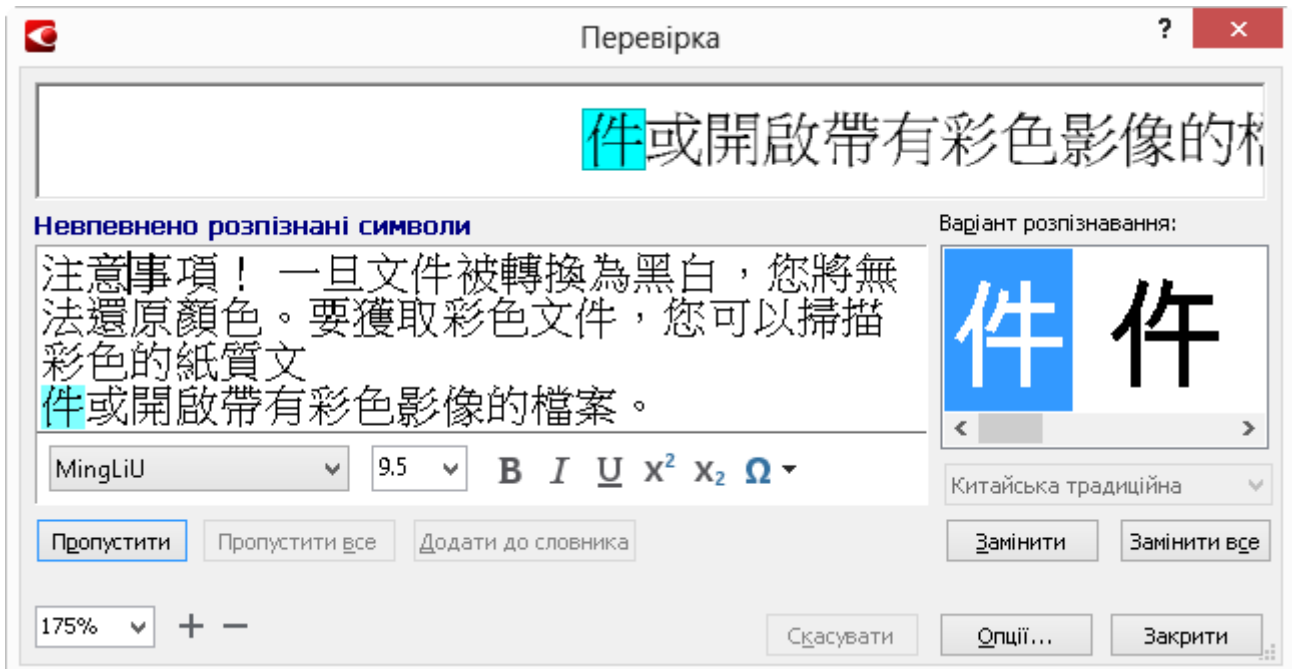 Перевірка
?
×
件或開啟帶有彩色影像的檔
Невпевнено розпізнані символи
Варіант розпізнавання:
注意事項！ 一旦文件被轉換為黑白，您將無
法還原顏色。要獲取彩色文件，您可以掃描
彩色的紙質文
件或開啟帶有彩色影像的檔案。
件 仵
MingLiU 9.5 B I U X² X₂ Ω
Китайська традиційна
Пропустити Пропустити все Додати до словника Замінити Замінити все
175% + −
Скасувати Опції... Закрити